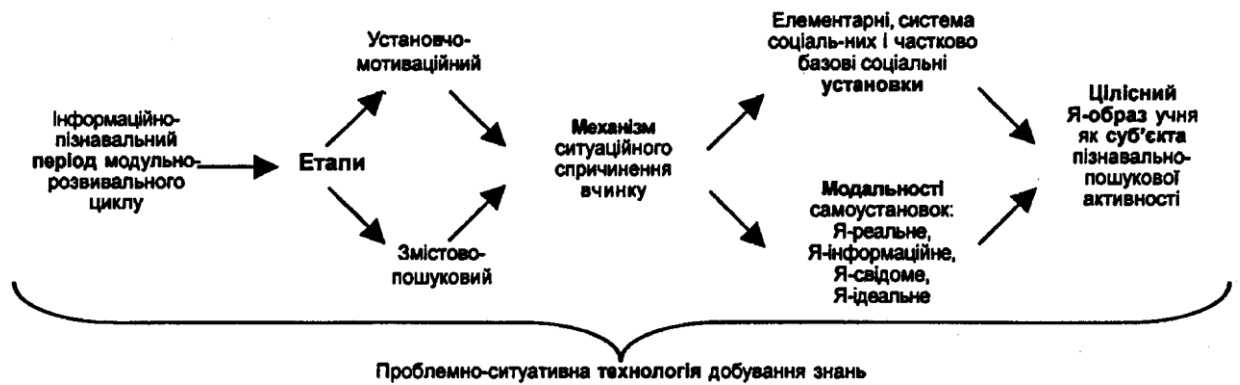 Інформаційно-
пізнавальний
період модульно-
розвивального
циклу
Етапи
Установчо-
мотиваційний
Змістово-
пошуковий
Механізм
ситуаційного
спричинення
вчинку
Елементарні, система
соціаль-них і частково
базові соціальні
установки
Модальності
самоустановок:
Я-реальне,
Я-інформаційне,
Я-свідоме,
Я-ідеальне
Цілісний
Я-образ учня
як суб’єкта
пізнавально-
пошукової
активності
Проблемно-ситуативна технологія добування знань